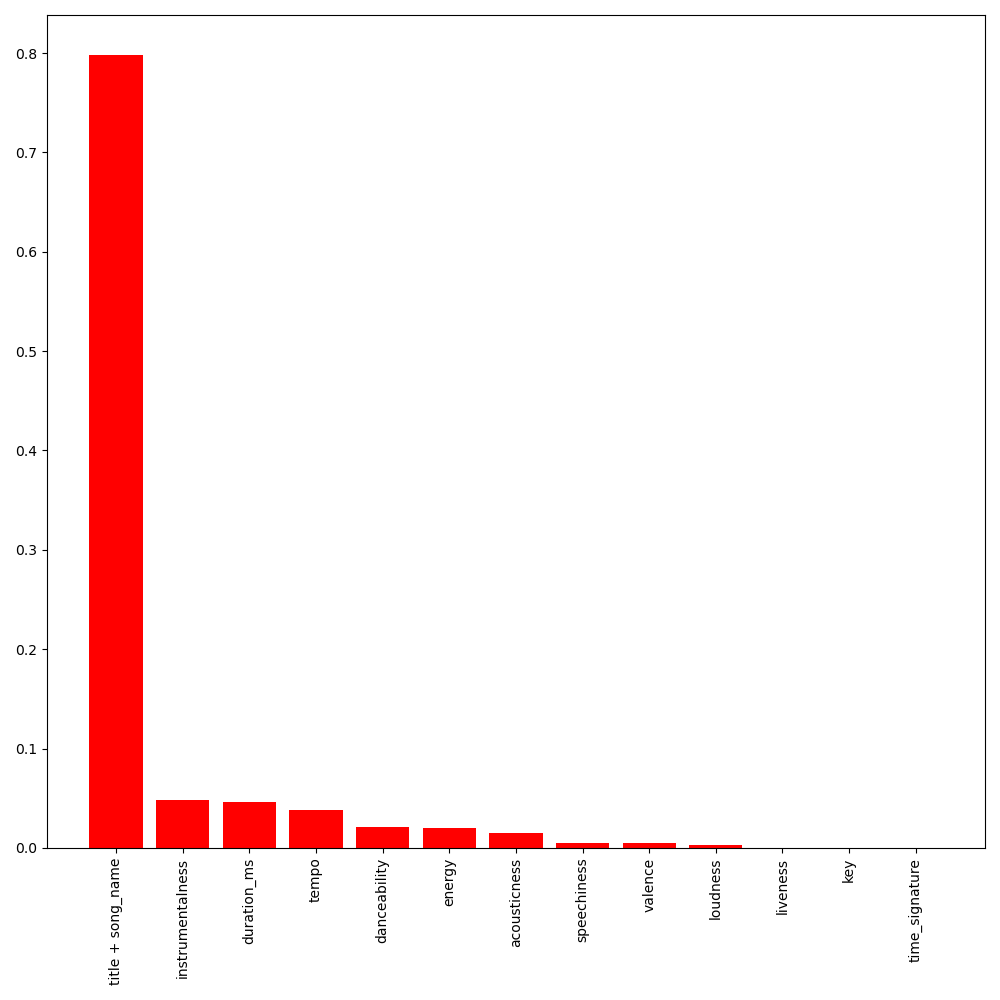 0.8
0.7
0.6
0.5
0.4
0.3
0.2
0.1
0.0
title + song_name
instrumentalness
duration_ms
tempo
danceability
energy
acousticness
speechiness
valence
loudness
liveness
key
time_signature